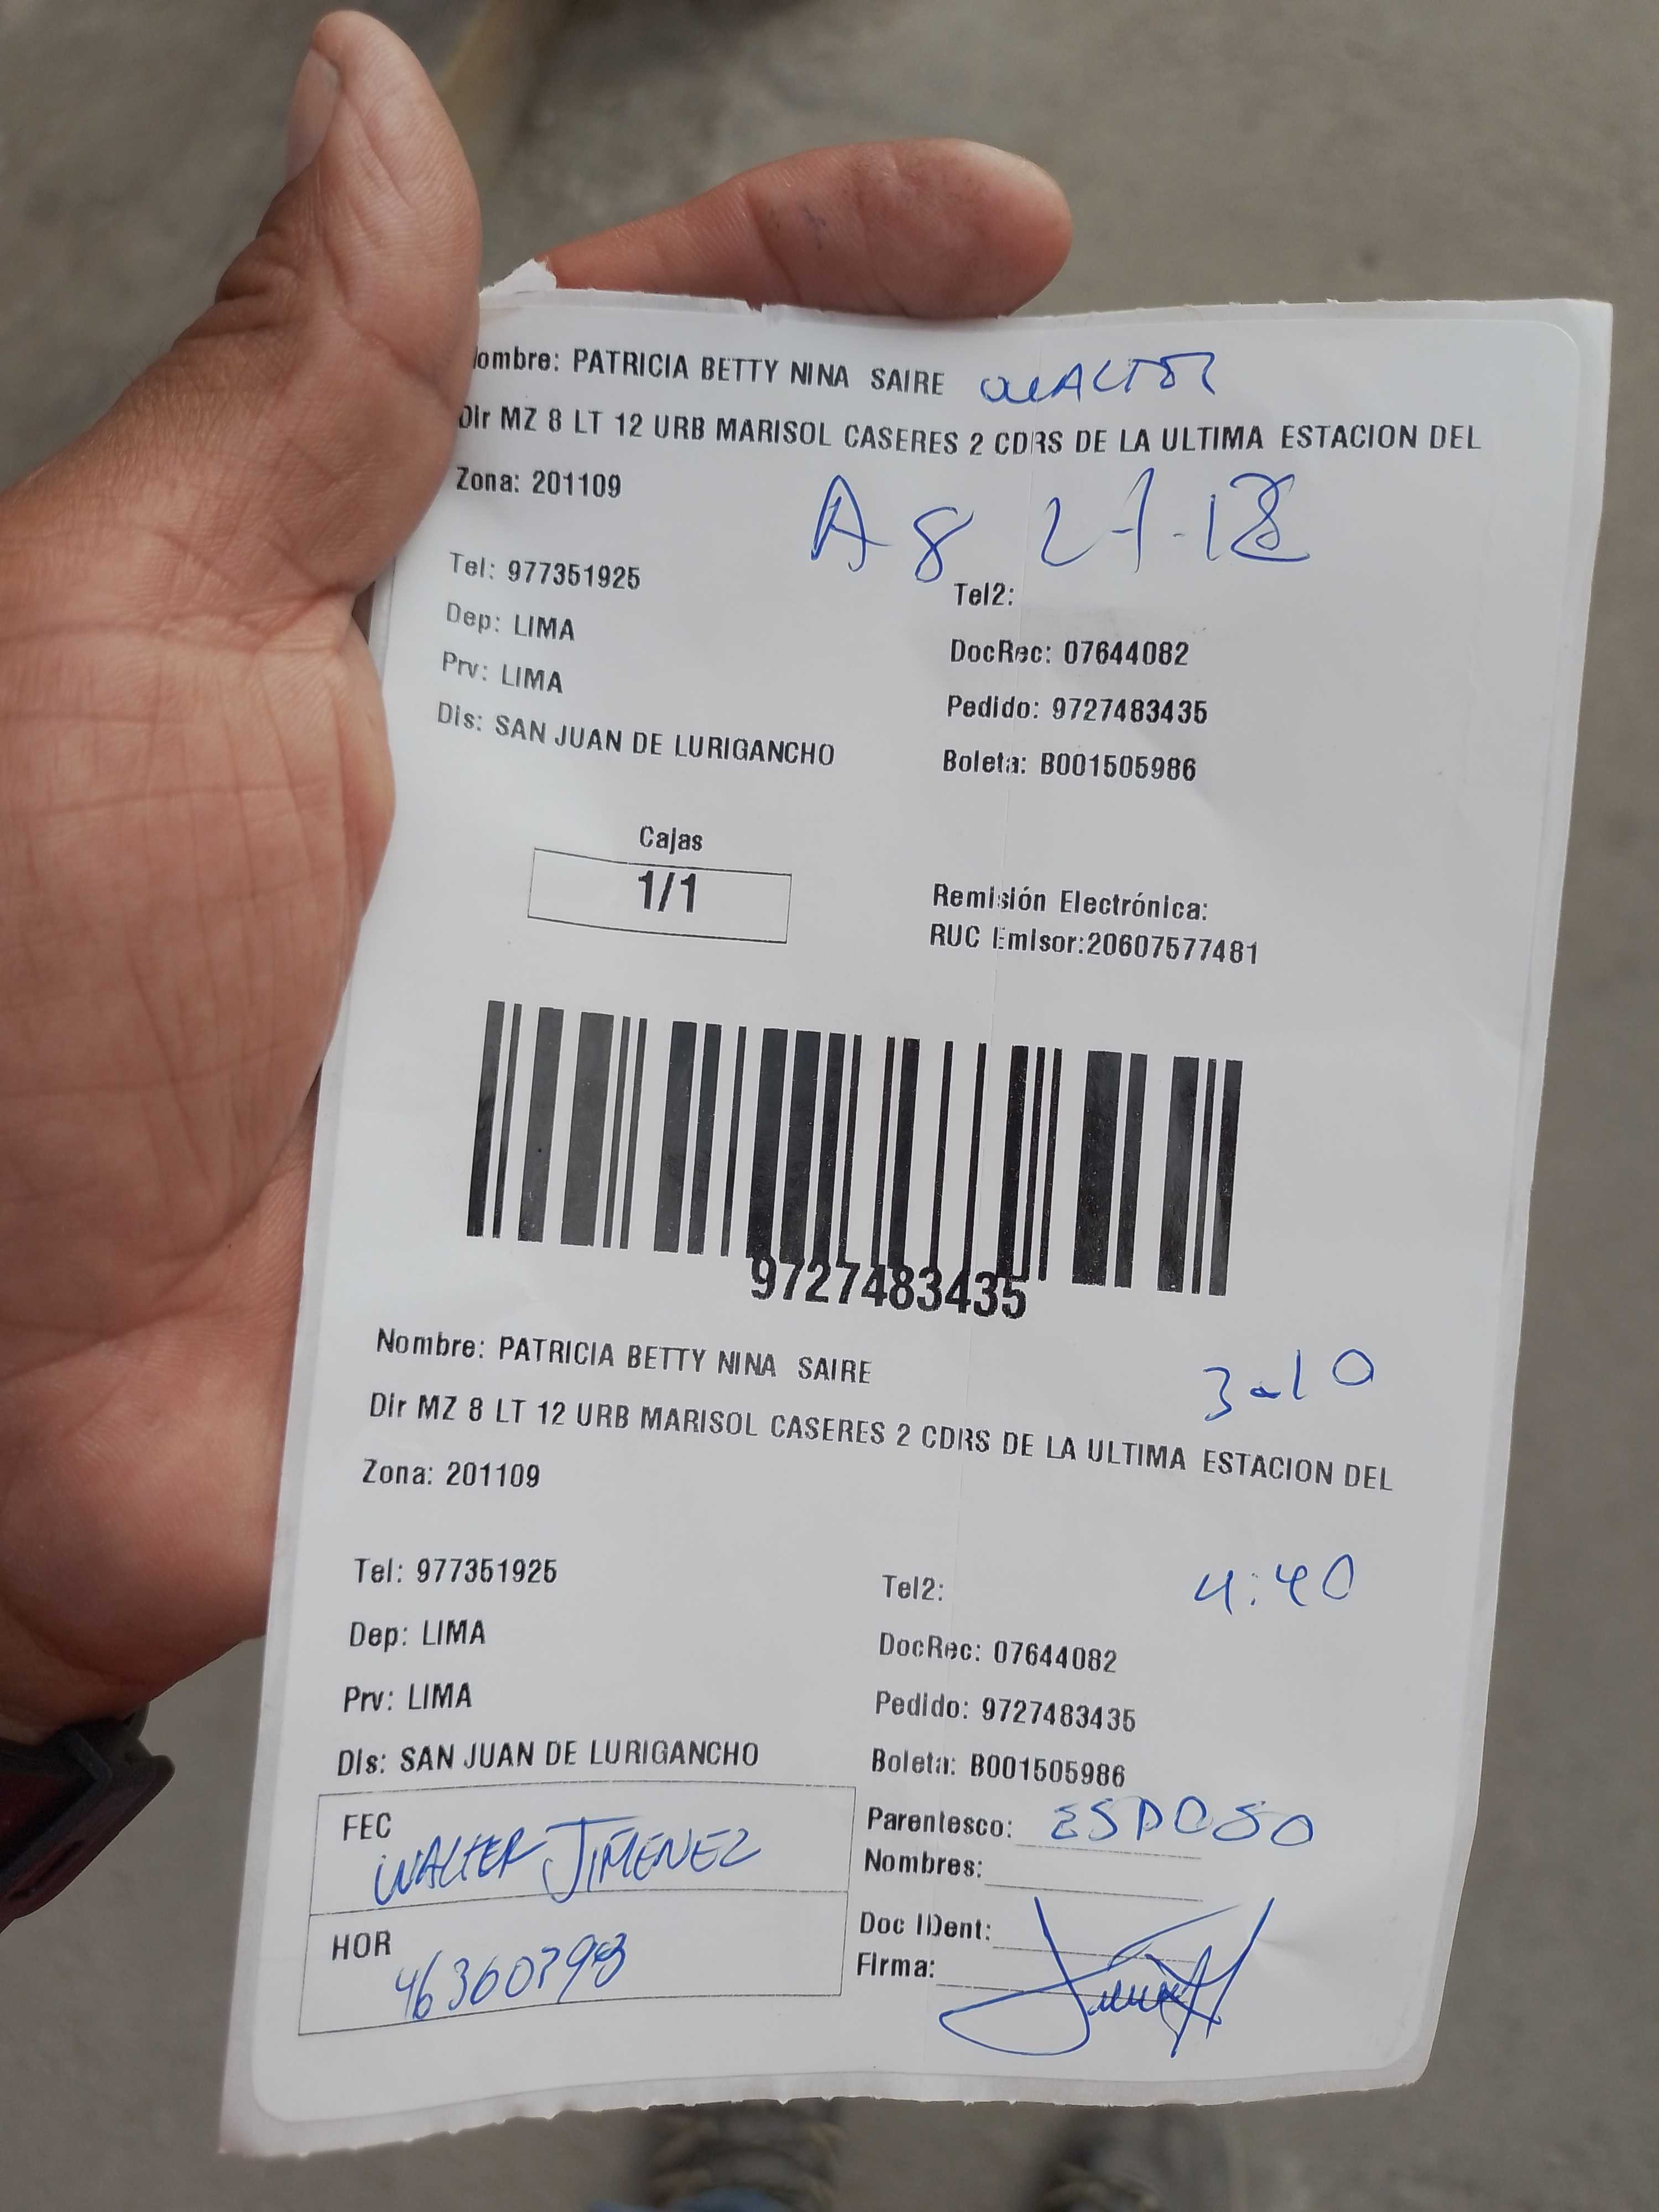 ombre: PATRICIA BETTY NINA SAIRE WALTER
Dir MZ 8 LT 12 URB MARISOL CASERES 2 CDRS DE LA ULTIMA ESTACION DEL
Zona: 201109
A 8 LT-12
Tel: 977351925 Tel2:
Dep: LIMA DocRec: 07644082
Prv: LIMA Pedido: 9727483435
Dis: SAN JUAN DE LURIGANCHO Boleta: B001505986
Cajas
1/1
Remisión Electrónica:
RUC Emisor:20607577481
9727483435
Nombre: PATRICIA BETTY NINA SAIRE 3-10
Dir MZ 8 LT 12 URB MARISOL CASERES 2 CDRS DE LA ULTIMA ESTACION DEL
Zona: 201109
Tel: 977351925 Tel2: 4:40
Dep: LIMA DocRec: 07644082
Prv: LIMA Pedido: 9727483435
Dis: SAN JUAN DE LURIGANCHO Boleta: B001505986
FEC WALTER JIMENEZ
Parentesco: ESPOSO
Nombres:
HOR
Doc IDent:
Firma: